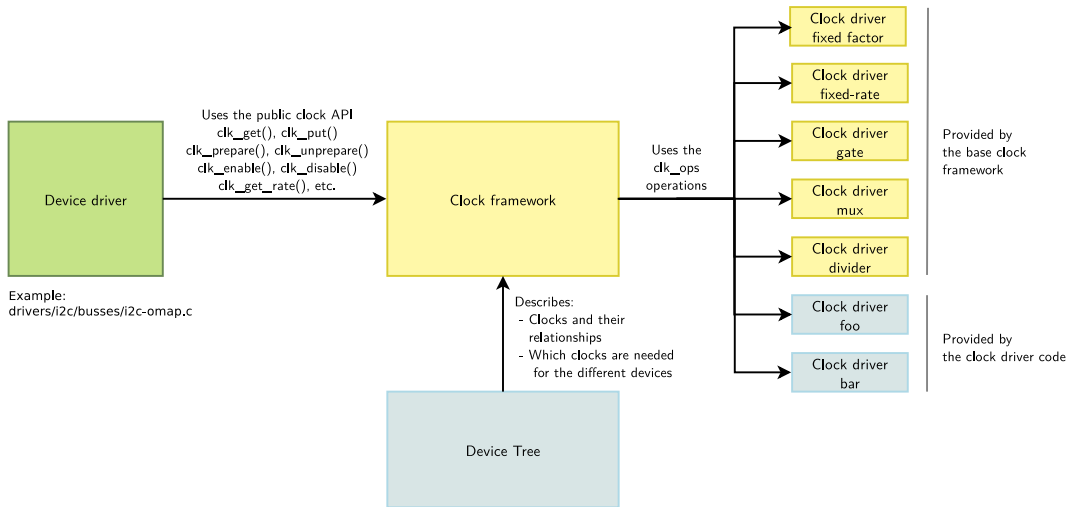 Uses the public clock API
clk_get(), clk_put()
clk_prepare(), clk_unprepare()
clk_enable(), clk_disable()
clk_get_rate(), etc.
Device driver
Example:
drivers/i2c/busses/i2c-omap.c
Clock framework
Uses the
clk_ops
operations
Describes:
- Clocks and their
relationships
- Which clocks are needed
for the different devices
Device Tree
Clock driver
fixed factor
Clock driver
fixed-rate
Clock driver
gate
Clock driver
mux
Clock driver
divider
Clock driver
foo
Clock driver
bar
Provided by
the base clock
framework
Provided by
the clock driver code